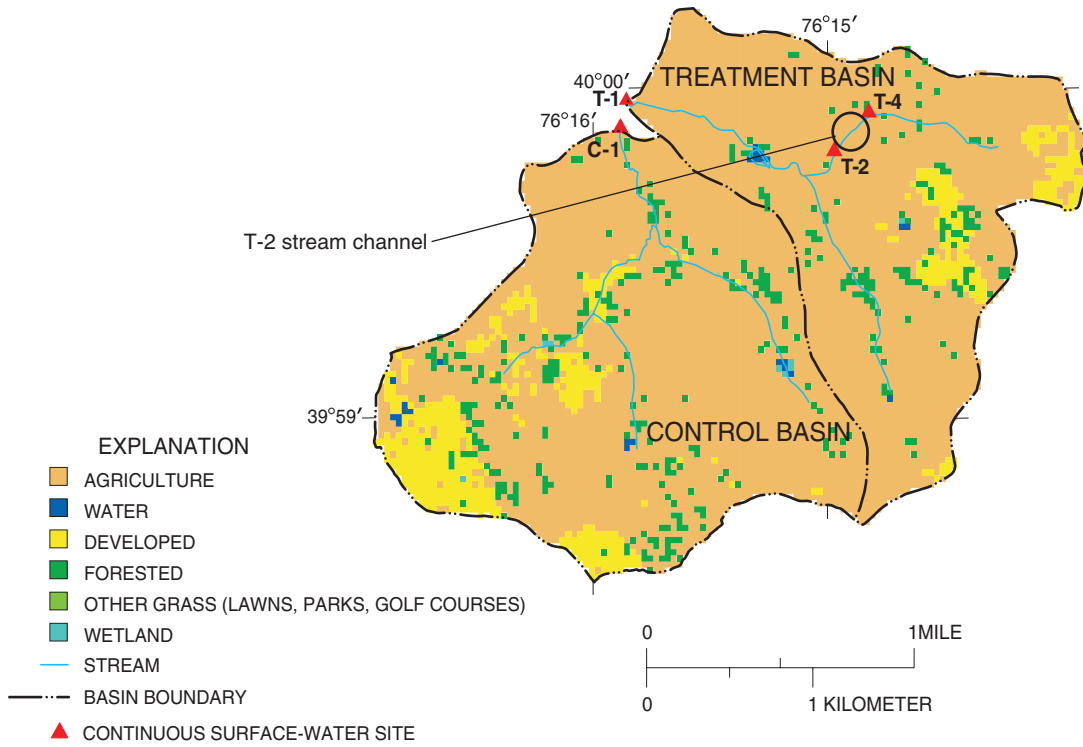 76°15′
40°00′
TREATMENT BASIN
T-1
T-4
76°16′
C-1
T-2
T-2 stream channel
39°59′
CONTROL BASIN
EXPLANATION
AGRICULTURE
WATER
DEVELOPED
FORESTED
OTHER GRASS (LAWNS, PARKS, GOLF COURSES)
WETLAND
STREAM
BASIN BOUNDARY
CONTINUOUS SURFACE-WATER SITE
0 1MILE
0 1 KILOMETER